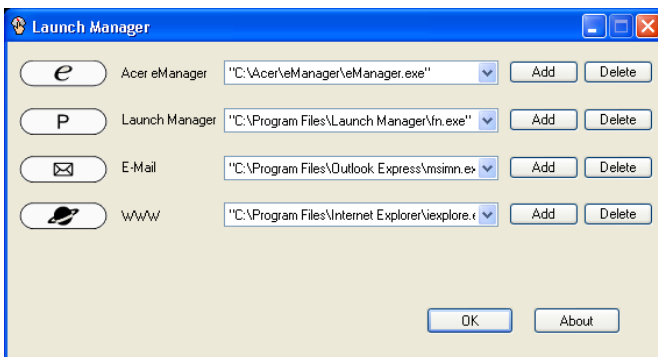 Launch Manager
e Acer eManager "C:\Acer\eManager\eManager.exe" Add Delete
P Launch Manager "C:\Program Files\Launch Manager\fn.exe" Add Delete
E-Mail "C:\Program Files\Outlook Express\msimn.ex Add Delete
WWW "C:\Program Files\Internet Explorer\iexplore.e Add Delete
OK About